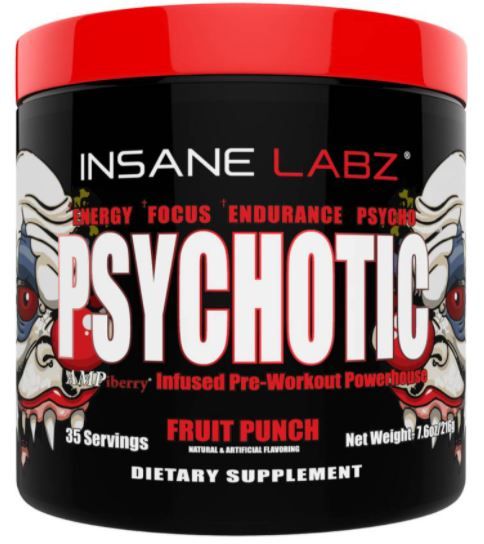 INSANE LABZ®
ENERGY †FOCUS †ENDURANCE PSYCHO
PSYCHOTIC
AMPiberry® Infused Pre-Workout Powerhouse
35 Servings
FRUIT PUNCH
NATURAL & ARTIFICIAL FLAVORING
Net Weight: 7.6oz/216g
DIETARY SUPPLEMENT